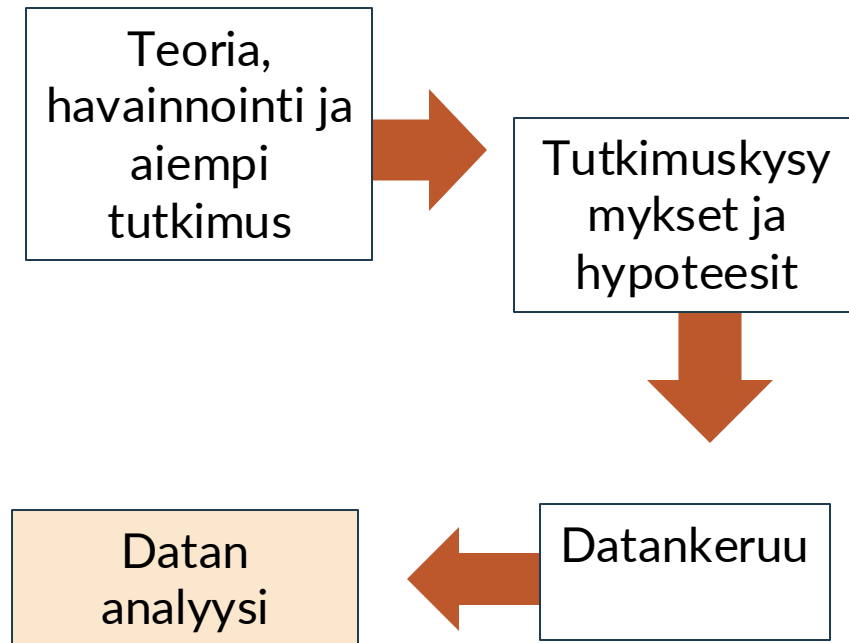 Teoria,
havainnointi ja
aiempi
tutkimus
Tutkimuskysy
mykset ja
hypoteesit
Datankeruu
Datan
analyysi